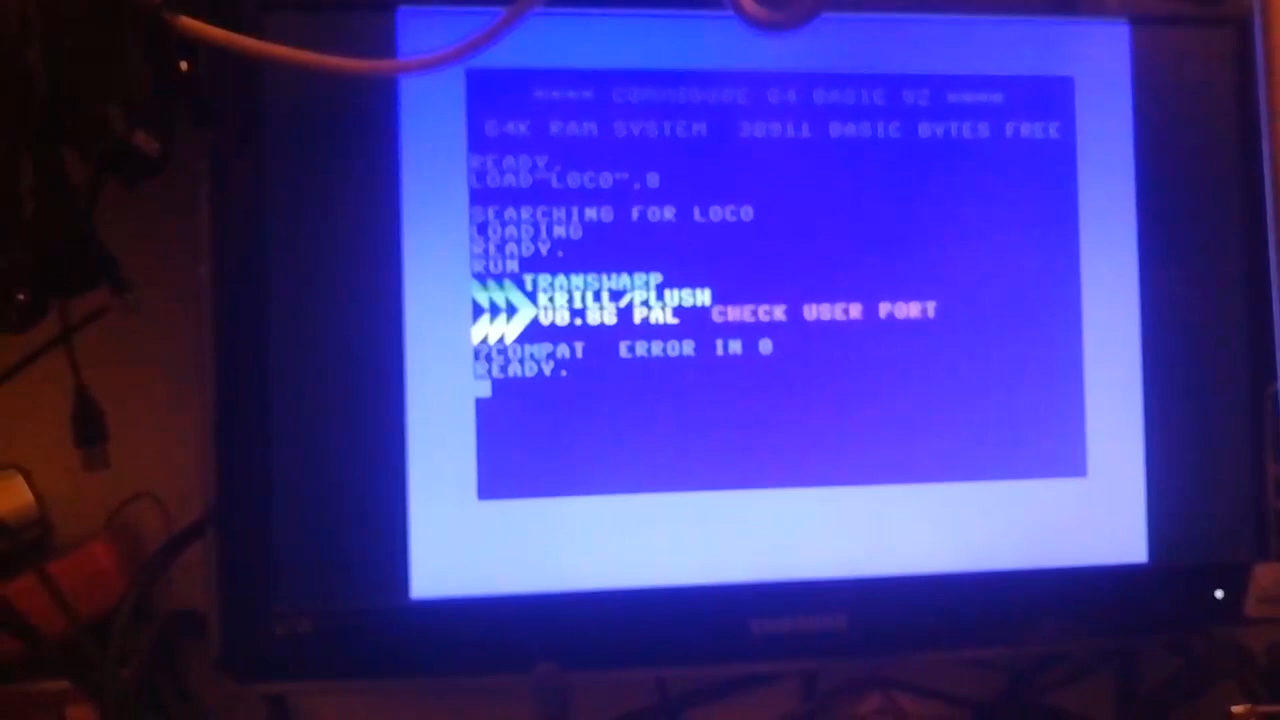 **** COMMODORE 64 BASIC V2 ****
64K RAM SYSTEM  38911 BASIC BYTES FREE
READY.
LOAD"LOCO",8
SEARCHING FOR LOCO
LOADING
READY.
RUN
TRANSWARP
KRILL/PLUSH
V0.86 PAL CHECK USER PORT
?COMPAT  ERROR IN 0
READY.